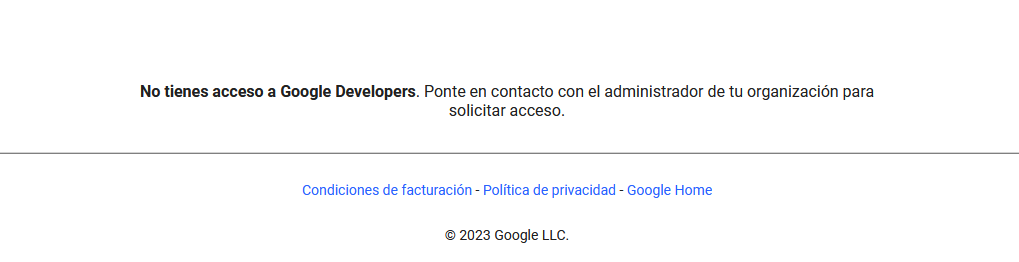 No tienes acceso a Google Developers. Ponte en contacto con el administrador de tu organización para
solicitar acceso.
Condiciones de facturación - Política de privacidad - Google Home
© 2023 Google LLC.